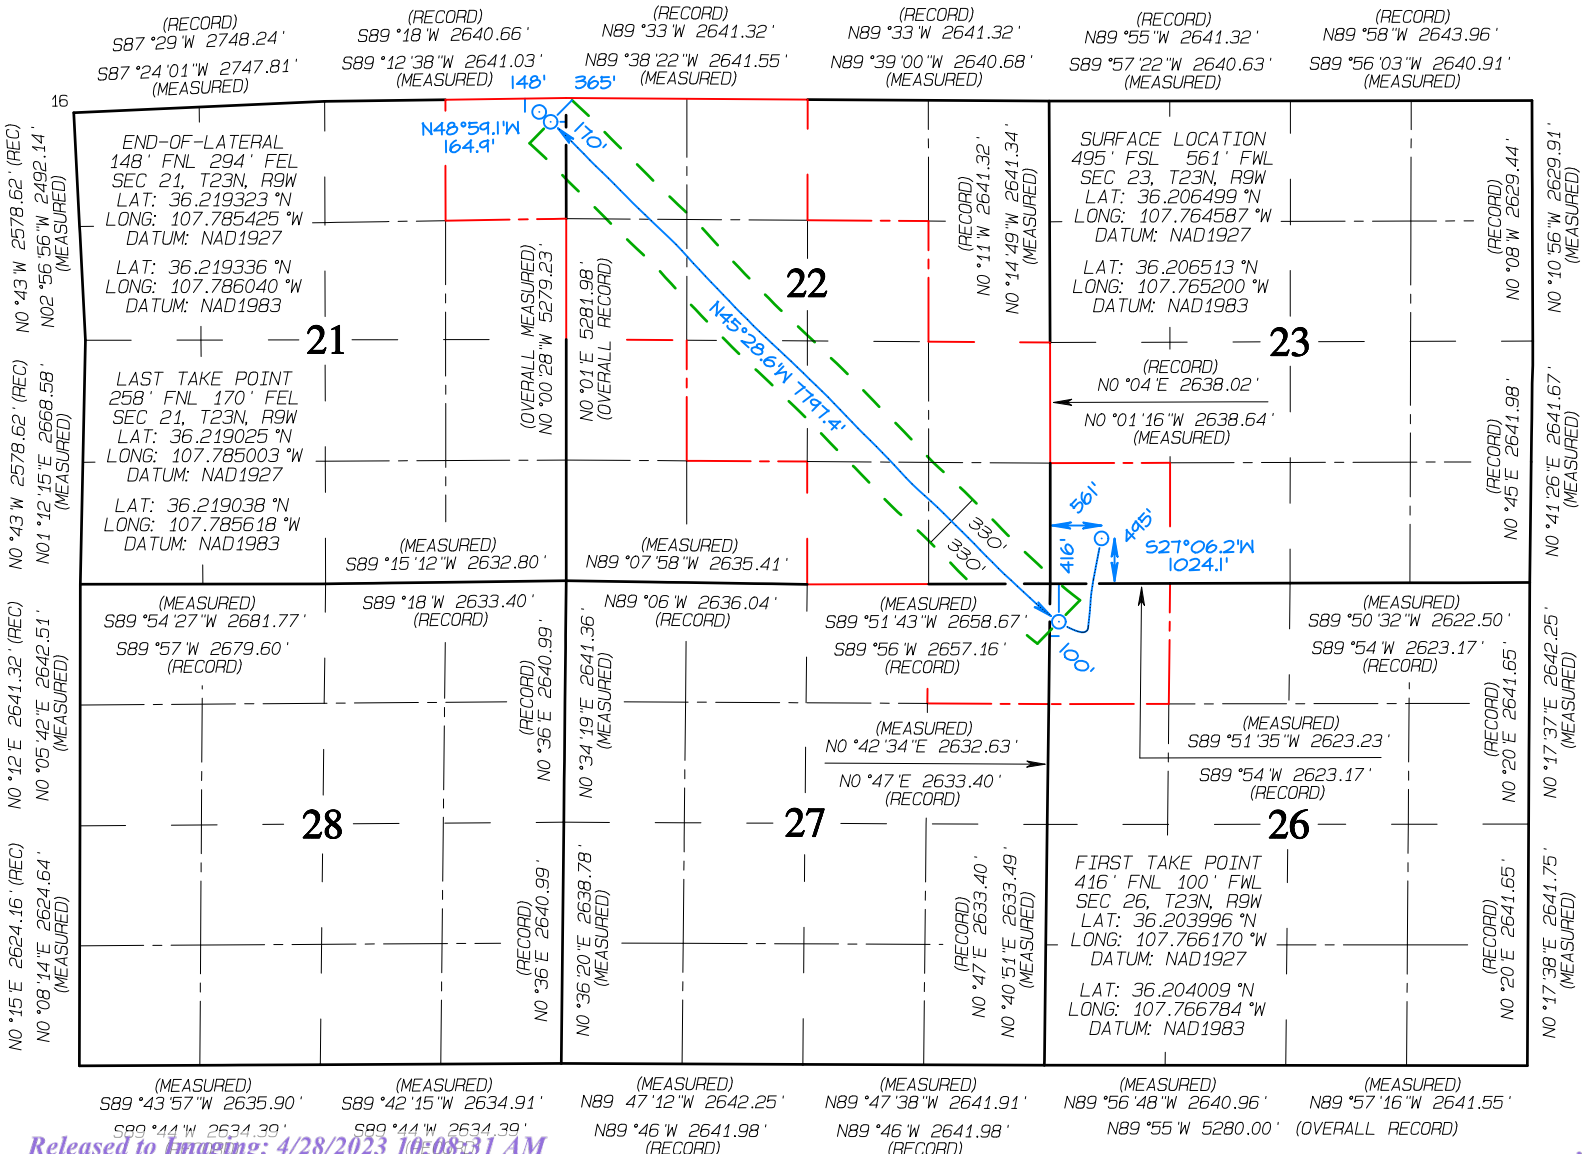 (RECORD)
S87°29'W 2748.24'
S87°24'01"W 2747.81'
(MEASURED)
(RECORD)
S89°18'W 2640.66'
S89°12'38"W 2641.03'
(MEASURED)
(RECORD)
N89°33'W 2641.32'
N89°38'22"W 2641.55'
(MEASURED)
(RECORD)
N89°33'W 2641.32'
N89°39'00"W 2640.68'
(MEASURED)
(RECORD)
N89°55'W 2641.32'
S89°57'22"W 2640.63'
(MEASURED)
(RECORD)
N89°58'W 2643.96'
S89°56'03"W 2640.91'
(MEASURED)
16
148'
365'
N48°59.1'W
164.9'
170'
END-OF-LATERAL
148' FNL 294' FEL
SEC 21, T23N, R9W
LAT: 36.219323°N
LONG: 107.785425°W
DATUM: NAD1927
LAT: 36.219336°N
LONG: 107.786040°W
DATUM: NAD1983
21
LAST TAKE POINT
258' FNL 170' FEL
SEC 21, T23N, R9W
LAT: 36.219025°N
LONG: 107.785003°W
DATUM: NAD1927
LAT: 36.219038°N
LONG: 107.785618°W
DATUM: NAD1983
N0°43'W 2578.62' (REC)
N02°56'56"W 2492.14'
(MEASURED)
N0°43'W 2578.62' (REC)
N01°12'15"E 2668.58'
(MEASURED)
(OVERALL MEASURED)
N0°00'28"W 5279.23'
N0°01'E 5281.98'
(OVERALL RECORD)
22
N45°28.6'W 7797.4'
(RECORD)
N0°11'W 2641.32'
N0°14'49"W 2641.34'
(MEASURED)
SURFACE LOCATION
495' FSL 561' FWL
SEC 23, T23N, R9W
LAT: 36.206499°N
LONG: 107.764587°W
DATUM: NAD1927
LAT: 36.206513°N
LONG: 107.765200°W
DATUM: NAD1983
23
(RECORD)
N0°04'E 2638.02'
N0°01'16"W 2638.64'
(MEASURED)
(RECORD)
N0°08'W 2629.44'
N0°10'56"W 2629.91'
(MEASURED)
(RECORD)
N0°45'E 2641.98'
N0°41'26"E 2641.67'
(MEASURED)
561'
495'
416'
S27°06.2'W
1024.1'
330'
330'
100'
(MEASURED)
S89°15'12"W 2632.80'
(MEASURED)
N89°07'58"W 2635.41'
(MEASURED)
S89°54'27"W 2681.77'
S89°57'W 2679.60'
(RECORD)
S89°18'W 2633.40'
(RECORD)
N89°06'W 2636.04'
(RECORD)
(MEASURED)
S89°51'43"W 2658.67'
S89°56'W 2657.16'
(RECORD)
(MEASURED)
S89°50'32"W 2622.50'
S89°54'W 2623.17'
(RECORD)
N0°12'E 2641.32' (REC)
N0°05'42"E 2642.51'
(MEASURED)
(RECORD)
N0°36'E 2640.99'
N0°34'19"E 2641.36'
(MEASURED)
(MEASURED)
N0°42'34"E 2632.63'
N0°47'E 2633.40'
(RECORD)
(MEASURED)
S89°51'35"W 2623.23'
S89°54'W 2623.17'
(RECORD)
(RECORD)
N0°20'E 2641.65'
N0°17'37"E 2642.25'
(MEASURED)
28
27
26
N0°15'E 2624.16' (REC)
N0°08'14"E 2624.64'
(MEASURED)
(RECORD)
N0°36'E 2640.99'
N0°36'20"E 2638.78'
(MEASURED)
(RECORD)
N0°47'E 2633.40'
N0°40'51"E 2633.49'
(MEASURED)
FIRST TAKE POINT
416' FNL 100' FWL
SEC 26, T23N, R9W
LAT: 36.203996°N
LONG: 107.766170°W
DATUM: NAD1927
LAT: 36.204009°N
LONG: 107.766784°W
DATUM: NAD1983
(RECORD)
N0°20'E 2641.65'
N0°17'38"E 2641.75'
(MEASURED)
(MEASURED)
S89°43'57"W 2635.90'
S89°44'W 2634.39'
(RECORD)
(MEASURED)
S89°42'15"W 2634.91'
S89°44'W 2634.39'
(RECORD)
(MEASURED)
N89 47'12"W 2642.25'
N89°46'W 2641.98'
(RECORD)
(MEASURED)
N89°47'38"W 2641.91'
N89°46'W 2641.98'
(RECORD)
(MEASURED)
N89°56'48"W 2640.96'
(MEASURED)
N89°57'16"W 2641.55'
N89°55'W 5280.00' (OVERALL RECORD)
Released to Imaging: 4/28/2023 10:08:31 AM